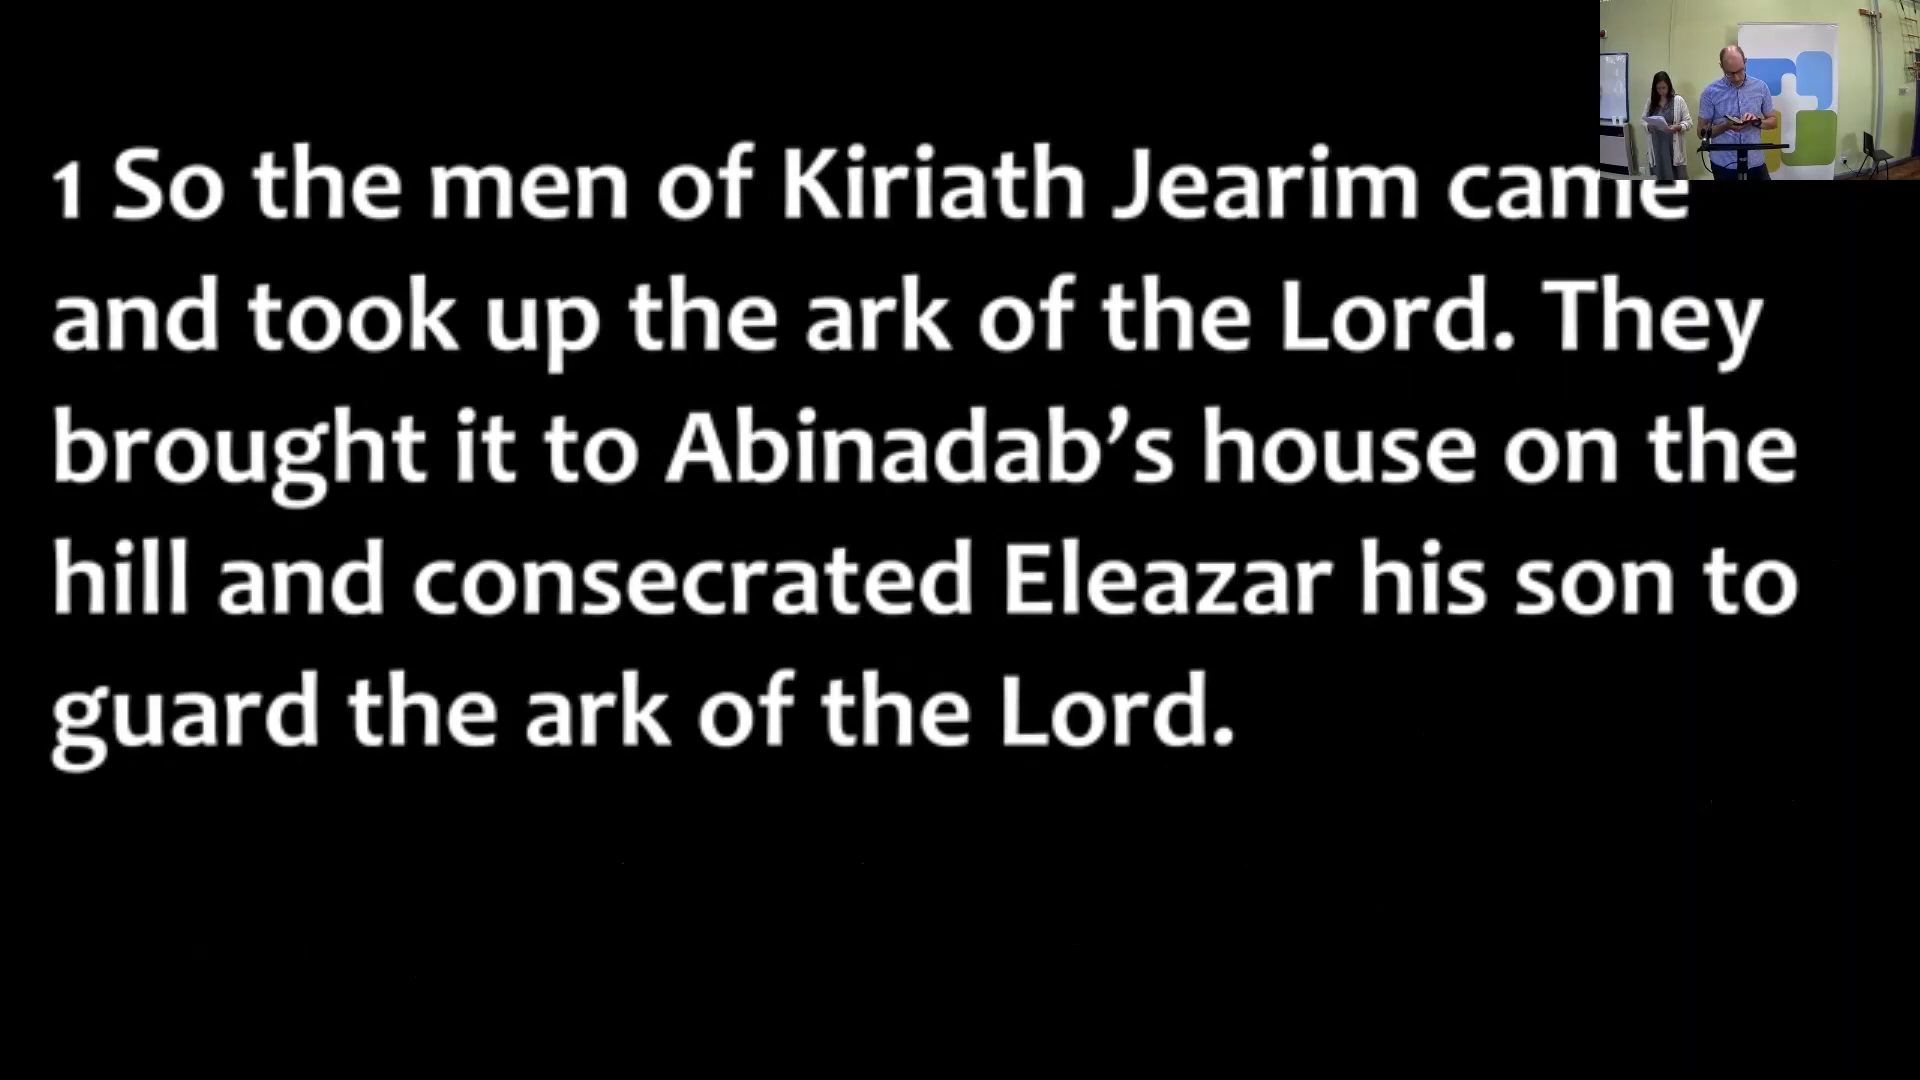 1 So the men of Kiriath Jearim came
and took up the ark of the Lord. They
brought it to Abinadab’s house on the
hill and consecrated Eleazar his son to
guard the ark of the Lord.